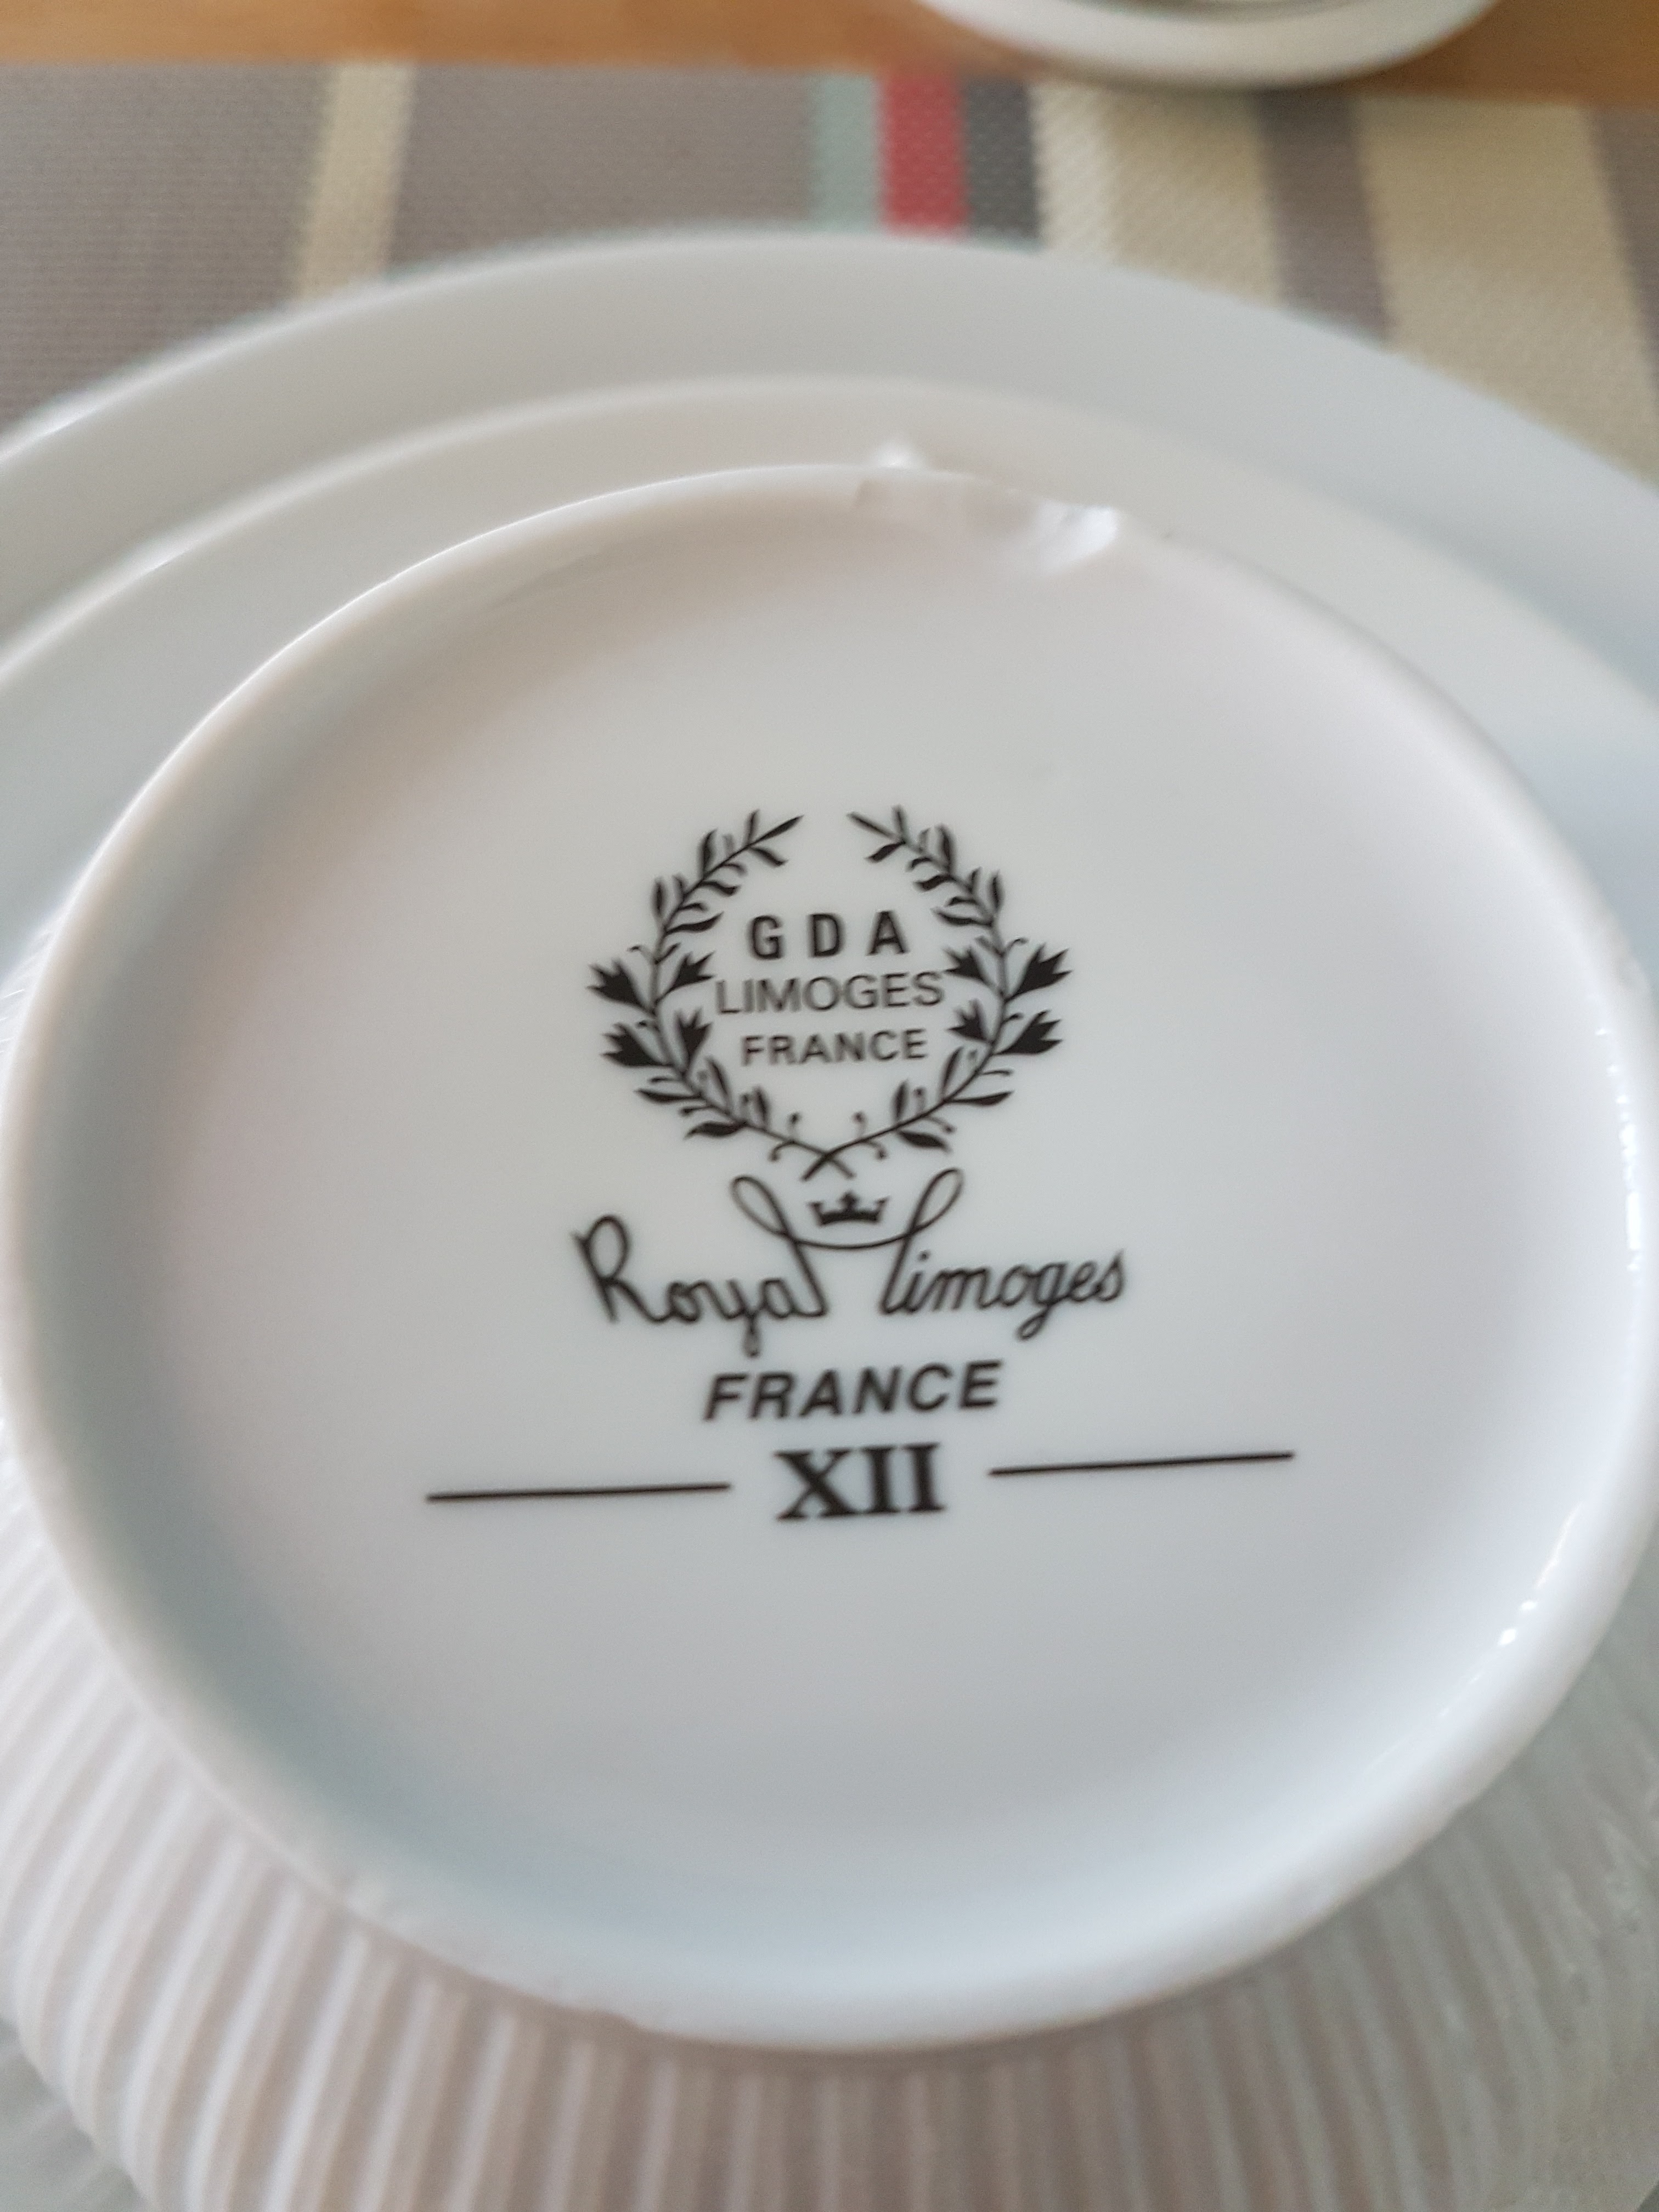 GDA
LIMOGES
FRANCE
Royal limoges
FRANCE
XII